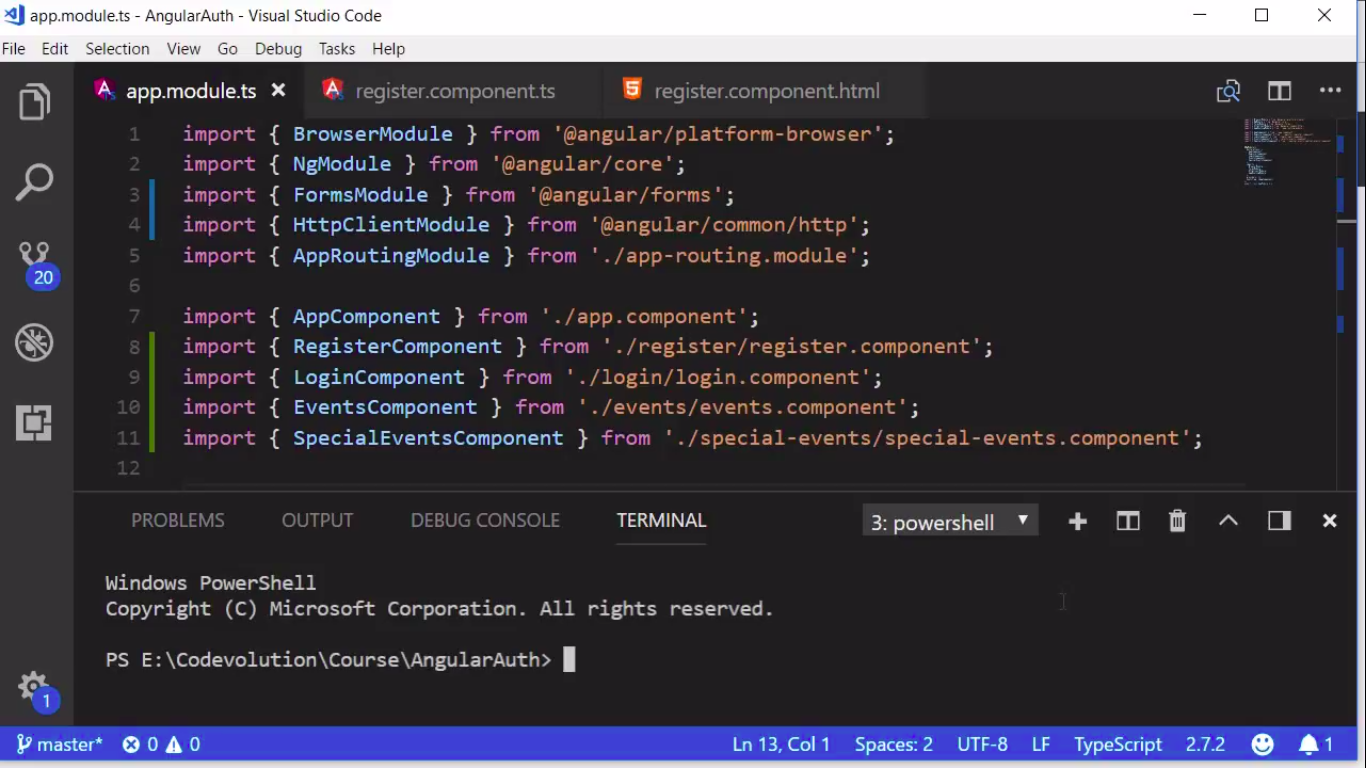 app.module.ts - AngularAuth - Visual Studio Code
File Edit Selection View Go Debug Tasks Help
app.module.ts register.component.ts register.component.html
1 import { BrowserModule } from '@angular/platform-browser';
2 import { NgModule } from '@angular/core';
3 import { FormsModule } from '@angular/forms';
4 import { HttpClientModule } from '@angular/common/http';
5 import { AppRoutingModule } from './app-routing.module';
6
7 import { AppComponent } from './app.component';
8 import { RegisterComponent } from './register/register.component';
9 import { LoginComponent } from './login/login.component';
10 import { EventsComponent } from './events/events.component';
11 import { SpecialEventsComponent } from './special-events/special-events.component';
12
20
PROBLEMS OUTPUT DEBUG CONSOLE TERMINAL 3: powershell
Windows PowerShell
Copyright (C) Microsoft Corporation. All rights reserved.
PS E:\Codevolution\Course\AngularAuth>
1
master* 0 0 Ln 13, Col 1 Spaces: 2 UTF-8 LF TypeScript 2.7.2 1